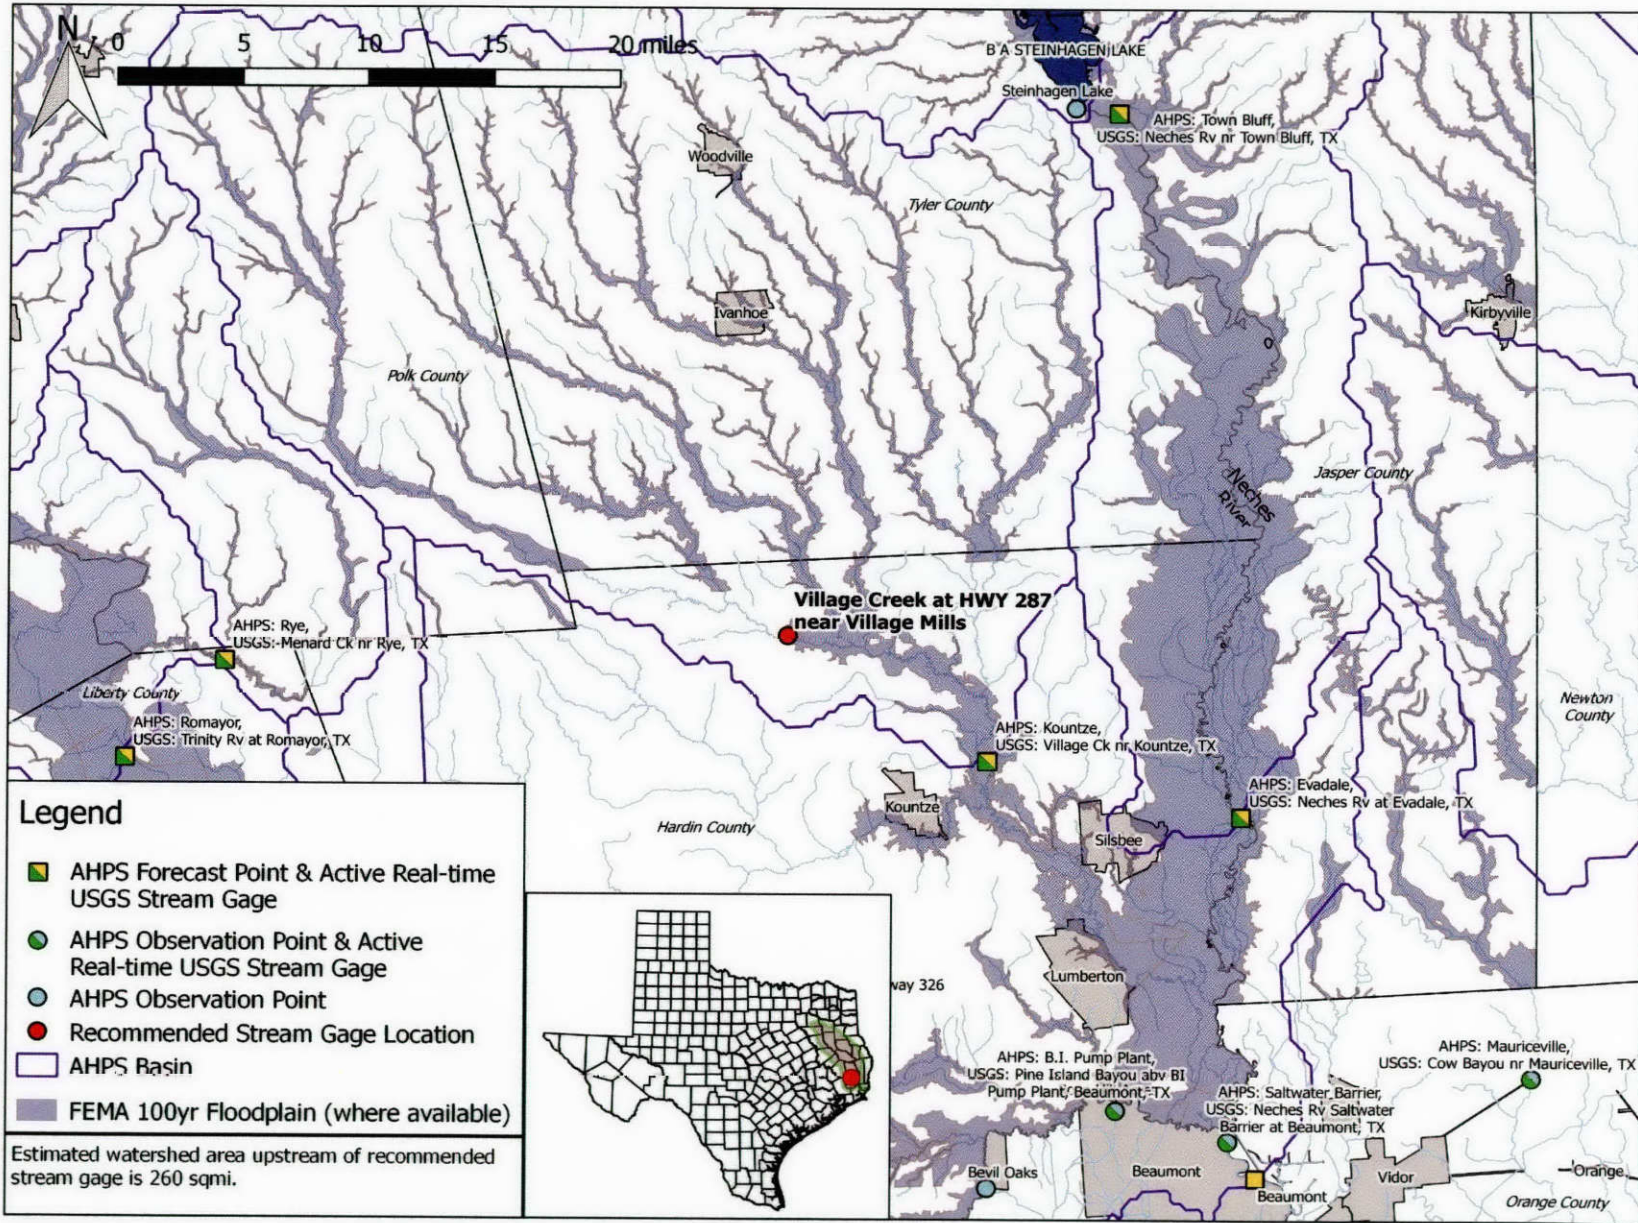 N
0 5 10 15 20 miles
B A STEINHAGEN LAKE
Steinhagen Lake
AHPS: Town Bluff,
USGS: Neches Rv nr Town Bluff, TX
Woodville
Tyler County
Ivanhoe
Kirbyville
Polk County
Jasper County
Neches
River
Village Creek at HWY 287
near Village Mills
AHPS: Rye,
USGS: Menard Ck nr Rye, TX
Liberty County
Newton
County
AHPS: Romayor,
USGS: Trinity Rv at Romayor, TX
AHPS: Kountze,
USGS: Village Ck nr Kountze, TX
AHPS: Evadale,
USGS: Neches Rv at Evadale, TX
Kountze
Hardin County
Silsbee
Lumberton
way 326
AHPS: B.I. Pump Plant,
USGS: Pine Island Bayou abv BI
Pump Plant, Beaumont, TX
AHPS: Saltwater Barrier,
USGS: Neches Rv Saltwater
Barrier at Beaumont, TX
AHPS: Mauriceville,
USGS: Cow Bayou nr Mauriceville, TX
Bevil Oaks
Beaumont
Beaumont
Vidor
Orange
Orange County
Legend
AHPS Forecast Point & Active Real-time
USGS Stream Gage
AHPS Observation Point & Active
Real-time USGS Stream Gage
AHPS Observation Point
Recommended Stream Gage Location
AHPS Basin
FEMA 100yr Floodplain (where available)
Estimated watershed area upstream of recommended
stream gage is 260 sqmi.